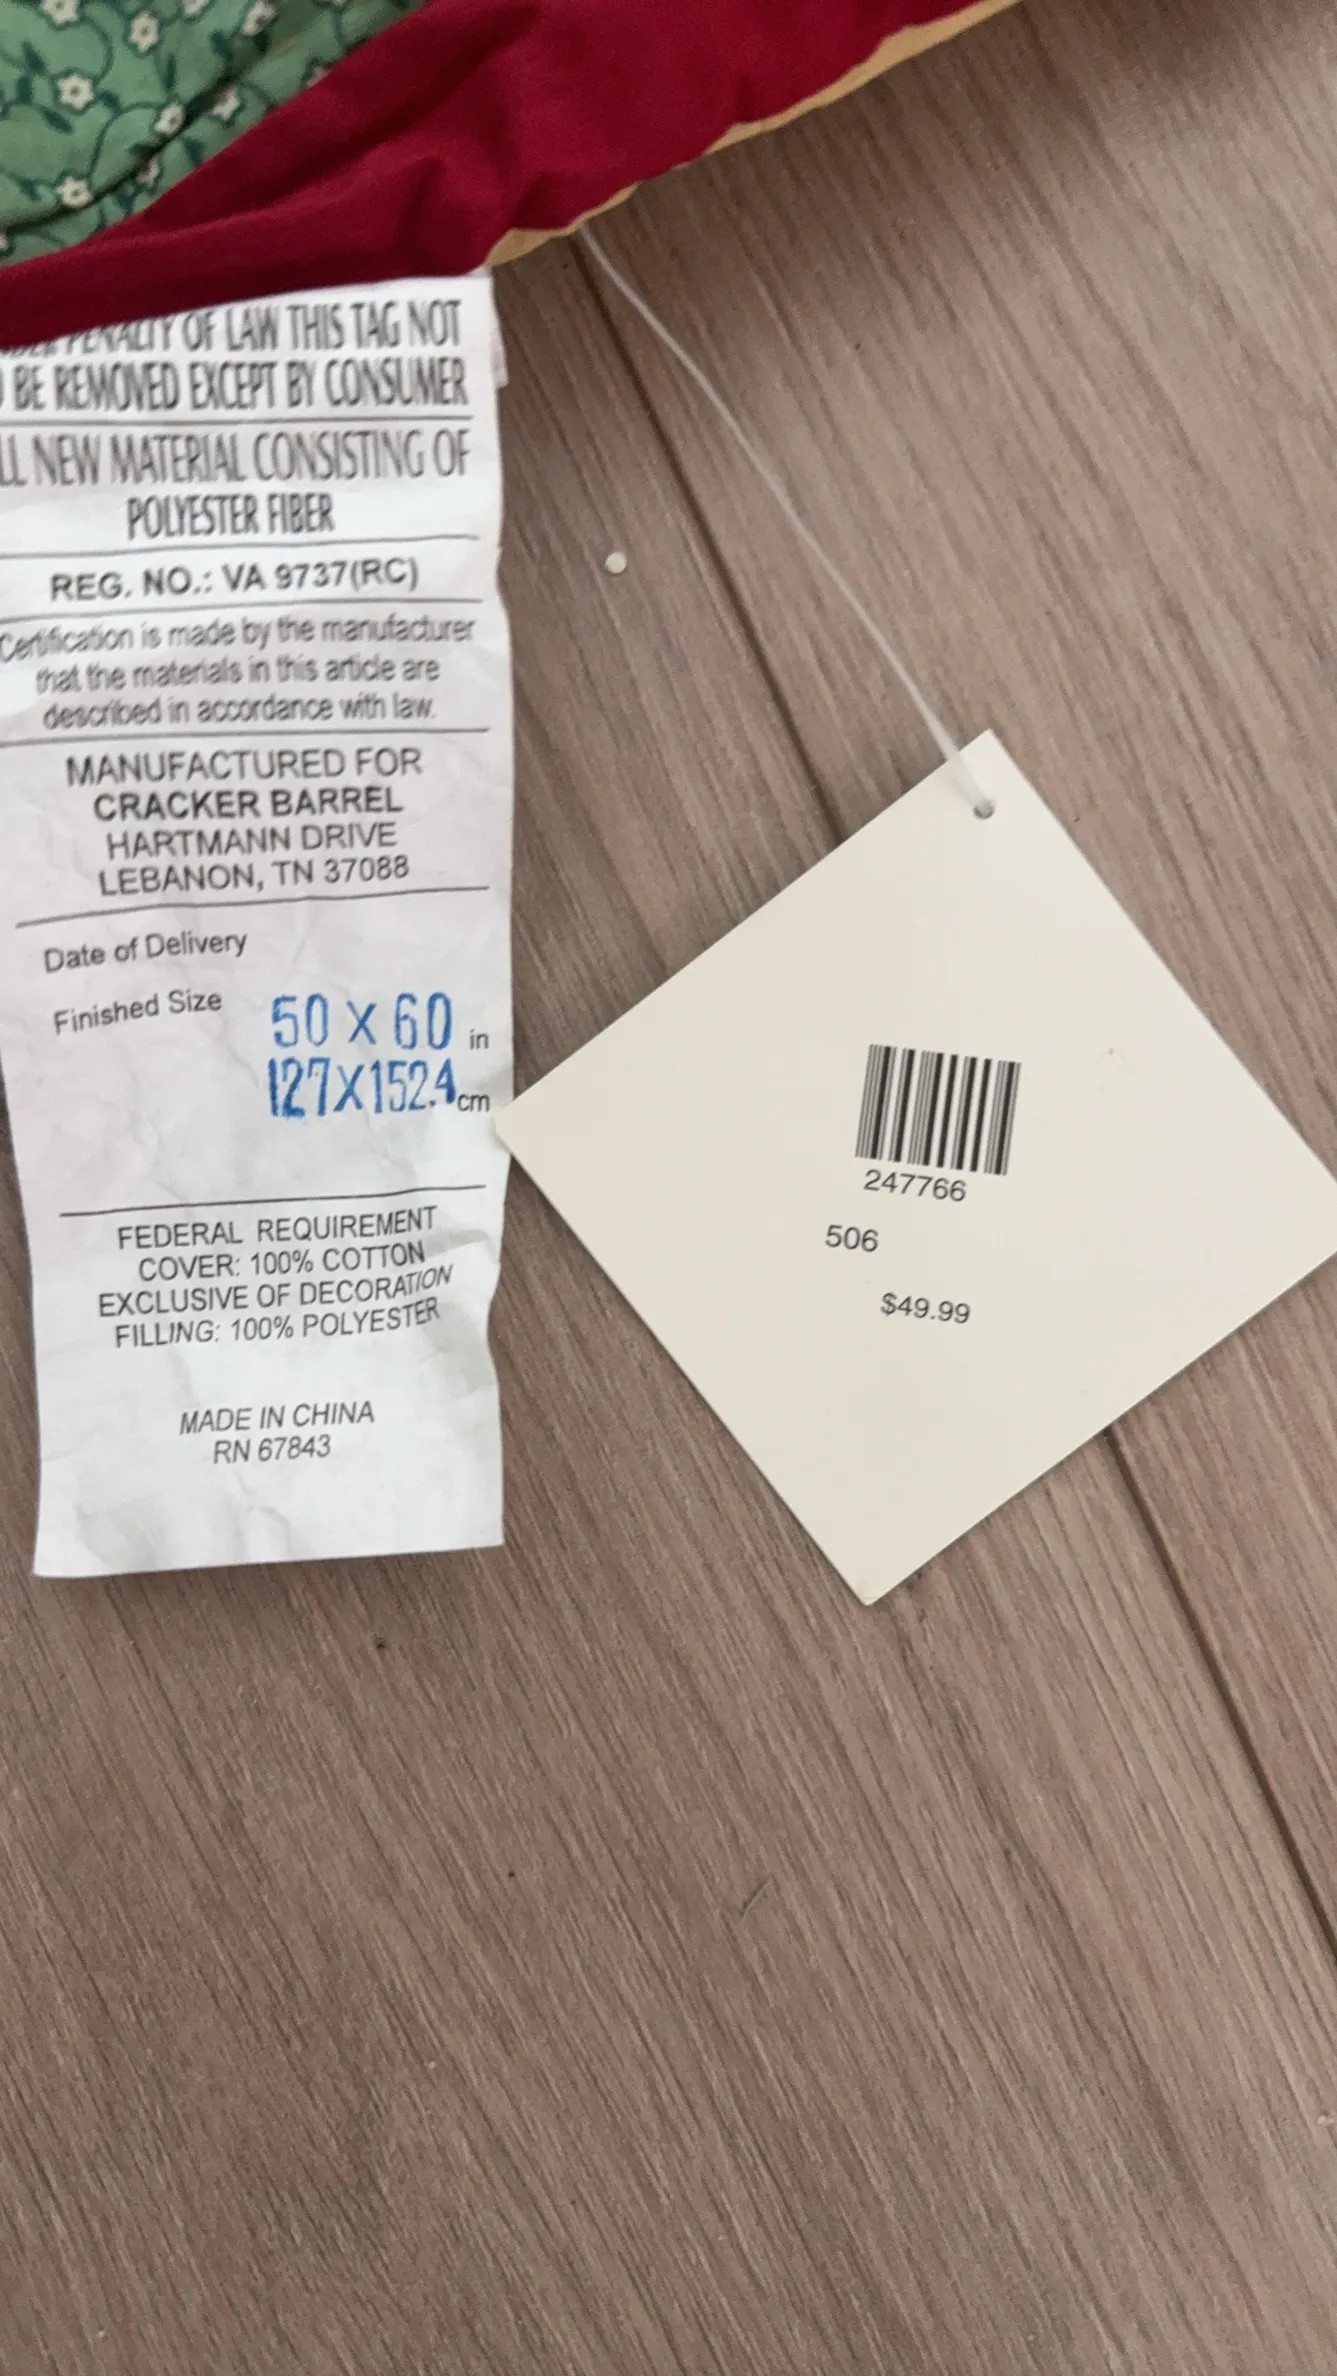 PENALTY OF LAW THIS TAG NOT
BE REMOVED EXCEPT BY CONSUMER
LL NEW MATERIAL CONSISTING OF
POLYESTER FIBER
REG. NO.: VA 9737(RC)
Certification is made by the manufacturer
that the materials in this article are
described in accordance with law.
MANUFACTURED FOR
CRACKER BARREL
HARTMANN DRIVE
LEBANON, TN 37088
Date of Delivery
Finished Size
50 X 60 in
127X152.4 cm
FEDERAL REQUIREMENT
COVER: 100% COTTON
EXCLUSIVE OF DECORATION
FILLING: 100% POLYESTER
MADE IN CHINA
RN 67843
247766
506
$49.99